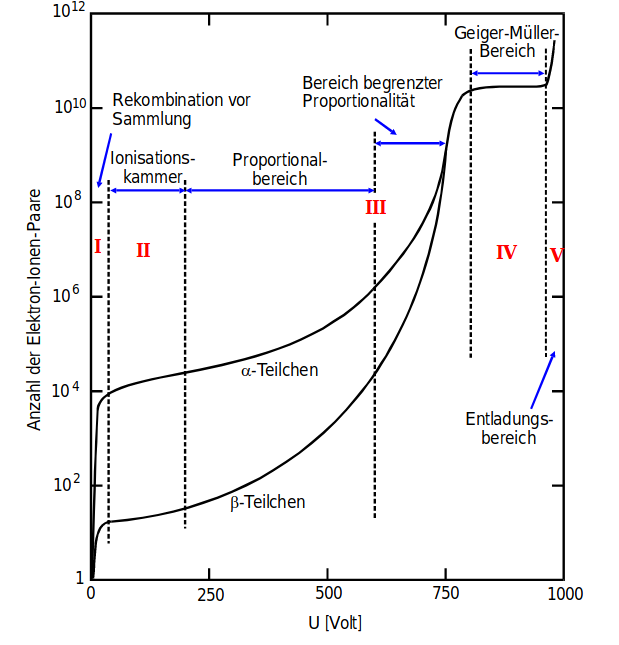 10^12
Geiger-Müller-
Bereich
Bereich begrenzter
Proportionalität
Rekombination vor
Sammlung
10^10
Ionisations-
kammer
Proportional-
bereich
10^8
III
I
II
IV
V
10^6
α-Teilchen
10^4
Entladungs-
bereich
10^2
β-Teilchen
1
0
250
500
750
1000
U [Volt]
Anzahl der Elektron-Ionen-Paare